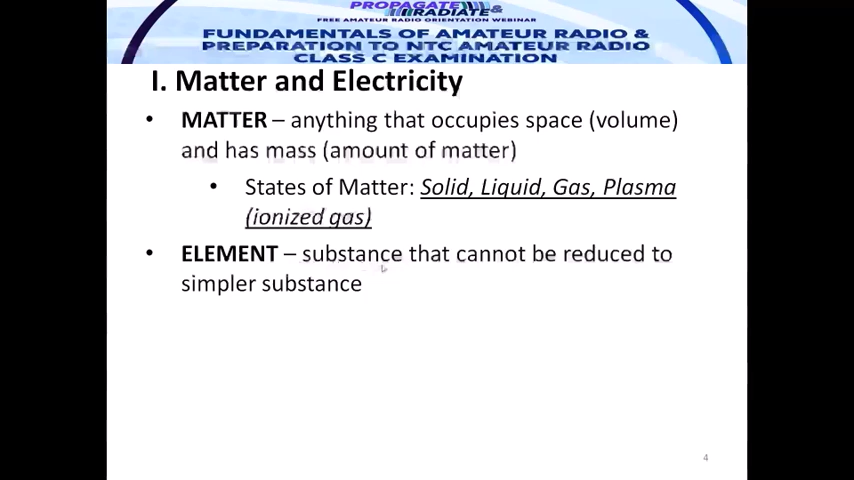 PROPAGATE &
RADIATE
FREE AMATEUR RADIO ORIENTATION WEBINAR
FUNDAMENTALS OF AMATEUR RADIO &
PREPARATION TO NTC AMATEUR RADIO
CLASS C EXAMINATION
I. Matter and Electricity
• MATTER – anything that occupies space (volume)
and has mass (amount of matter)
• States of Matter: Solid, Liquid, Gas, Plasma
(ionized gas)
• ELEMENT – substance that cannot be reduced to
simpler substance
4